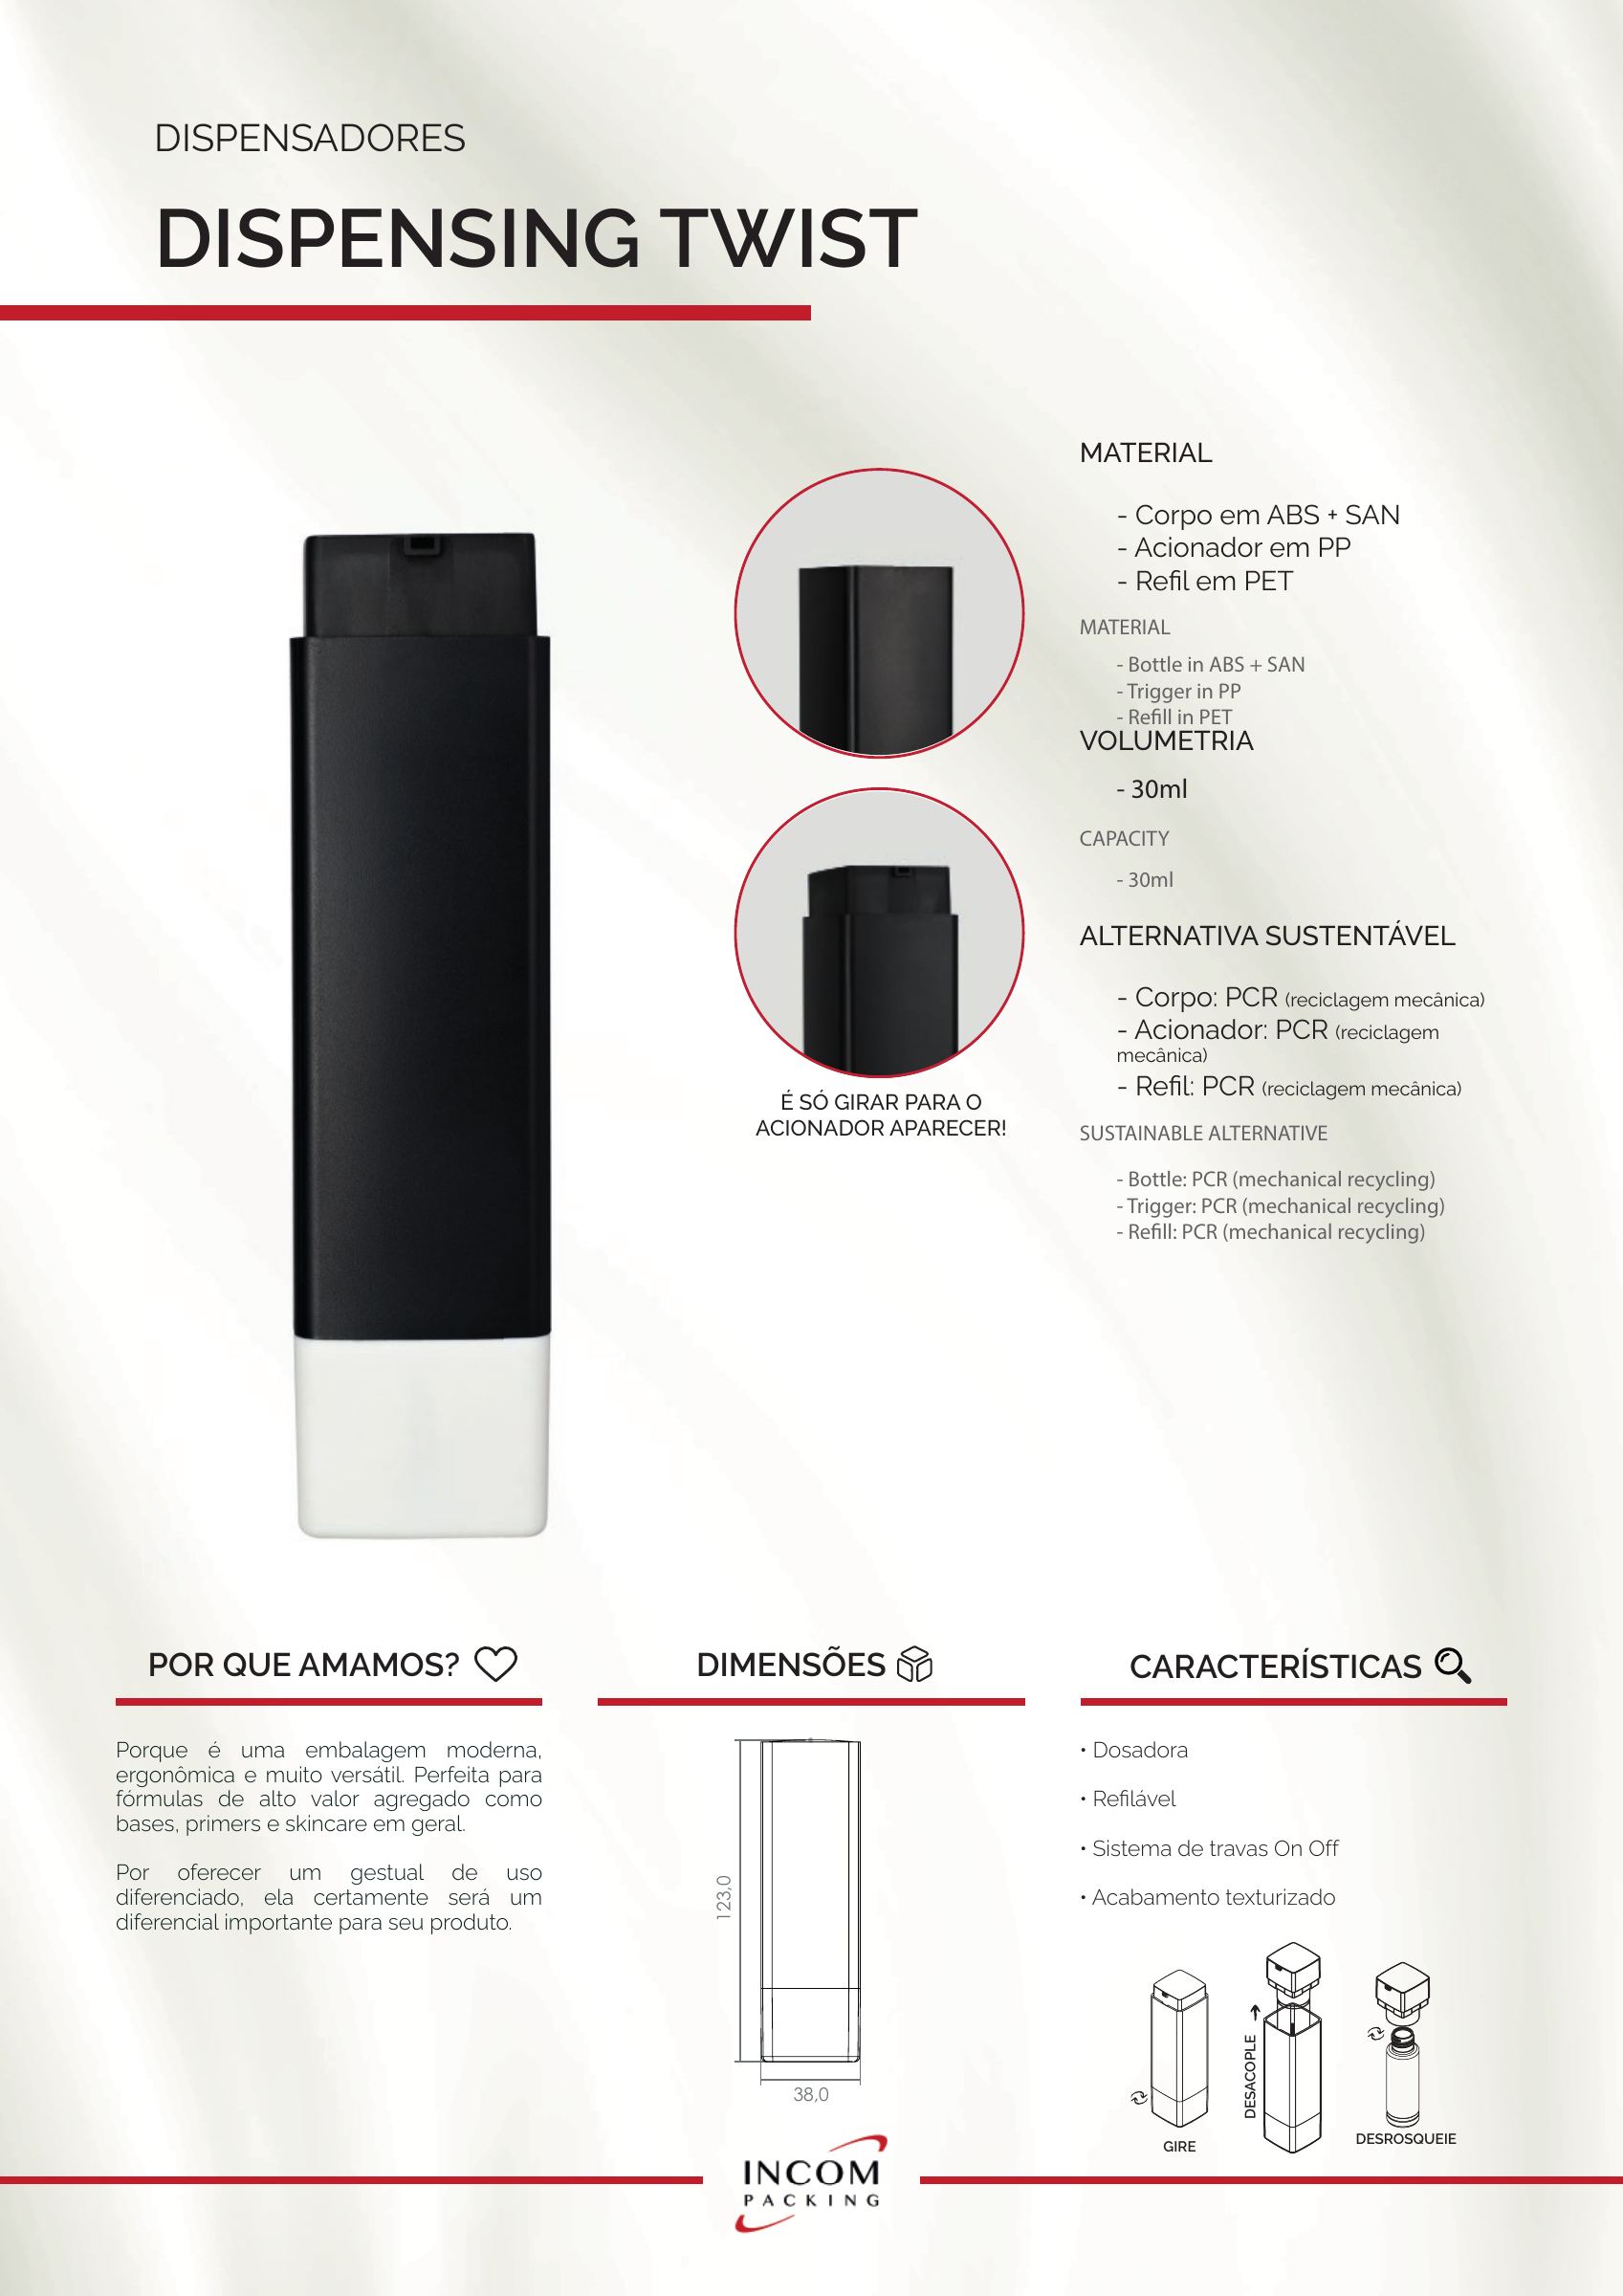 DISPENSADORES
DISPENSING TWIST
MATERIAL
- Corpo em ABS + SAN
- Acionador em PP
- Refil em PET
MATERIAL
- Bottle in ABS + SAN
- Trigger in PP
- Refill in PET
VOLUMETRIA
- 30ml
CAPACITY
- 30ml
ALTERNATIVA SUSTENTÁVEL
- Corpo: PCR (reciclagem mecânica)
- Acionador: PCR (reciclagem
mecânica)
- Refil: PCR (reciclagem mecânica)
SUSTAINABLE ALTERNATIVE
- Bottle: PCR (mechanical recycling)
- Trigger: PCR (mechanical recycling)
- Refill: PCR (mechanical recycling)
É SÓ GIRAR PARA O
ACIONADOR APARECER!
POR QUE AMAMOS?
Porque é uma embalagem moderna,
ergonômica e muito versátil. Perfeita para
fórmulas de alto valor agregado como
bases, primers e skincare em geral.
Por oferecer um gestual de uso
diferenciado, ela certamente será um
diferencial importante para seu produto.
DIMENSÕES
123,0
38,0
CARACTERÍSTICAS
• Dosadora
• Refilável
• Sistema de travas On Off
• Acabamento texturizado
GIRE
DESACOPLE
DESROSQUEIE
INCOM
PACKING